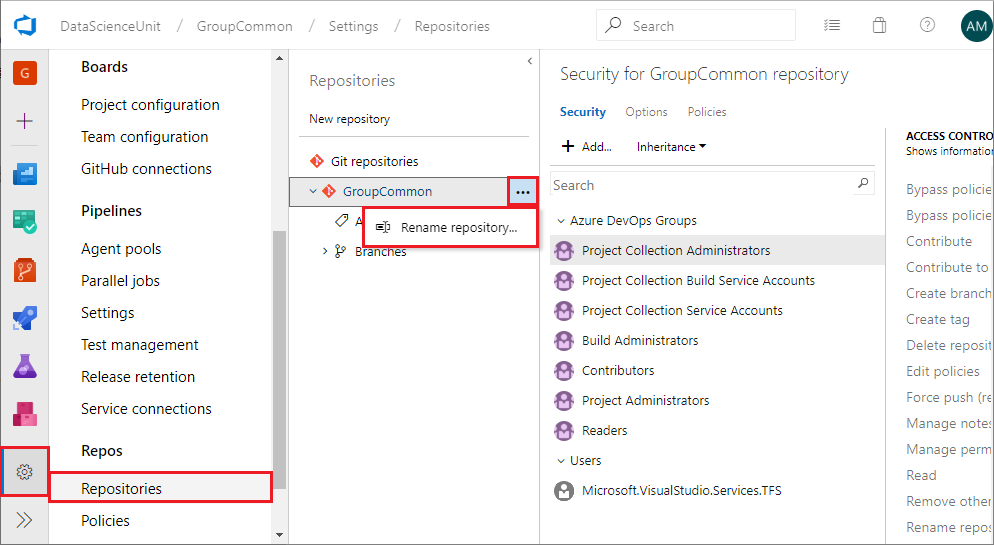 DataScienceUnit / GroupCommon / Settings / Repositories
Search
AM
G
Boards
Project configuration
Team configuration
GitHub connections
Pipelines
Agent pools
Parallel jobs
Settings
Test management
Release retention
Service connections
Repos
Repositories
Policies
Repositories
New repository
Git repositories
GroupCommon
...
A
Rename repository...
Branches
Security for GroupCommon repository
Security Options Policies
Add... Inheritance
Search
Azure DevOps Groups
Project Collection Administrators
Project Collection Build Service Accounts
Project Collection Service Accounts
Build Administrators
Contributors
Project Administrators
Readers
Users
Microsoft.VisualStudio.Services.TFS
ACCESS CONTRO
Shows information
Bypass policie
Bypass policie
Contribute
Contribute to
Create branch
Create tag
Delete reposit
Edit policies
Force push (re
Manage notes
Manage perm
Read
Remove other
Rename repos